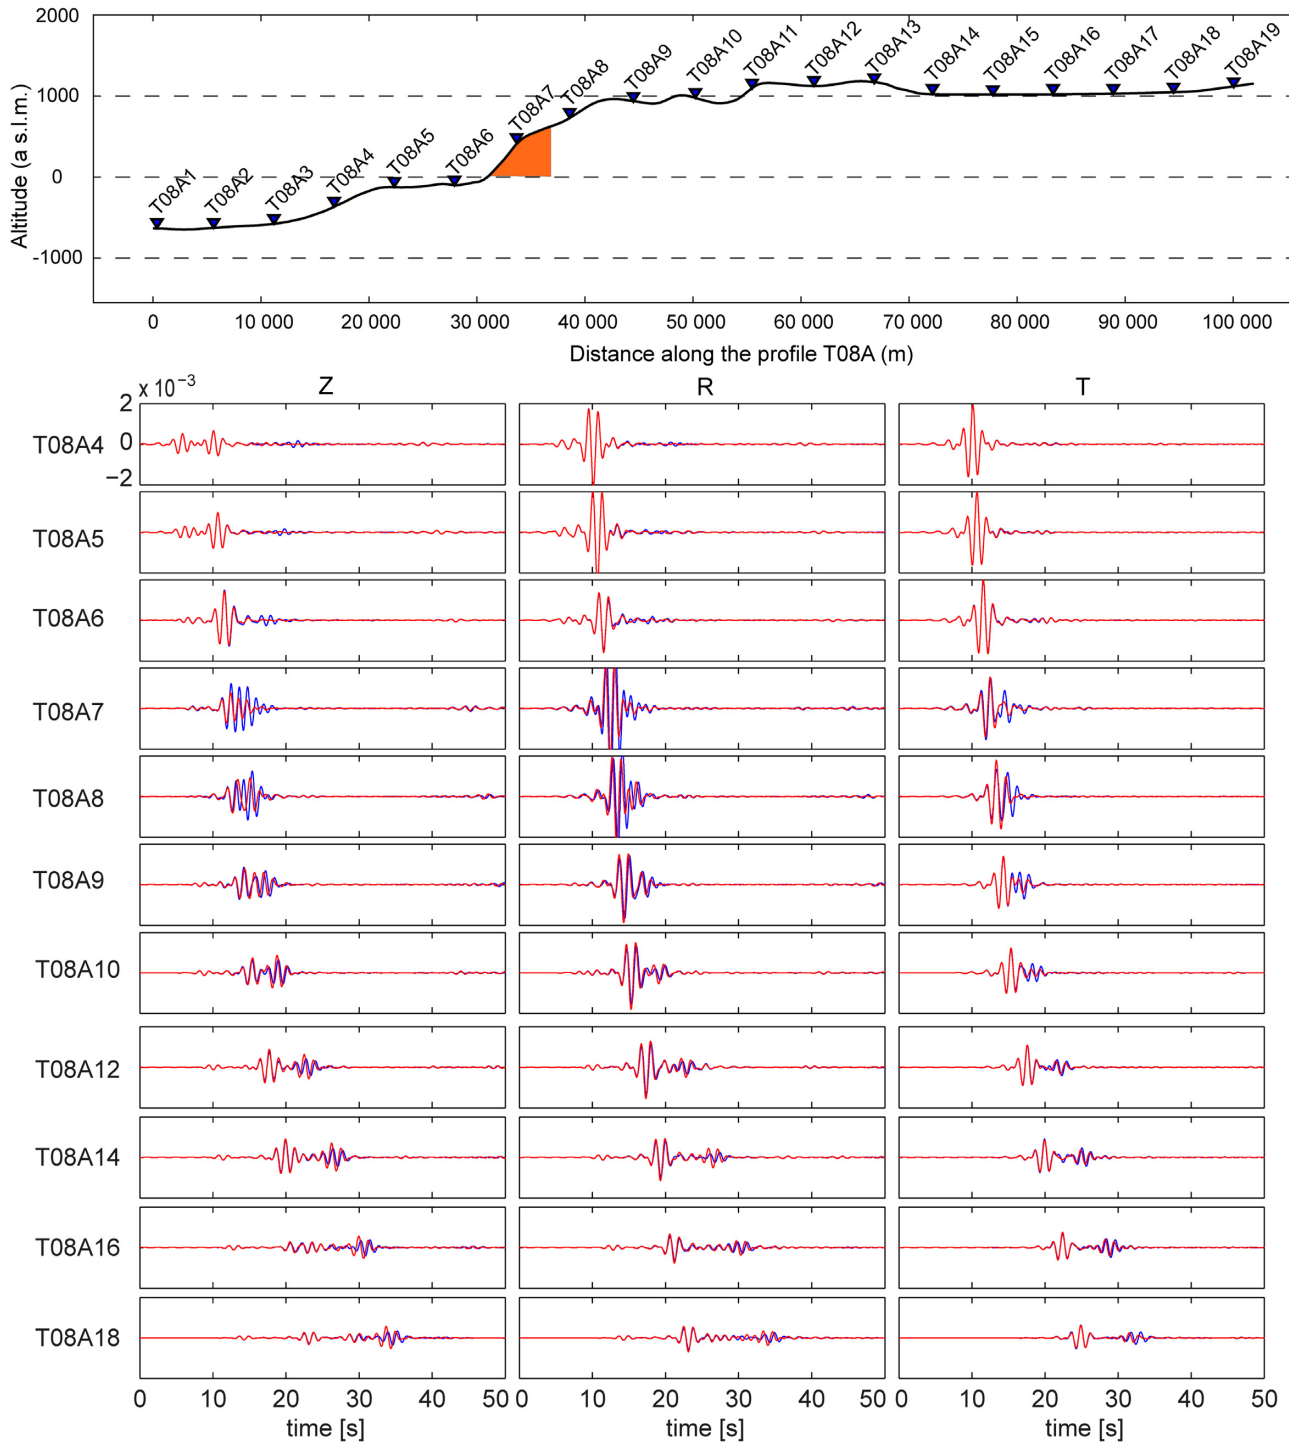 2000
1000
0
-1000
Altitude (a s.l.m.)
T08A1
T08A2
T08A3
T08A4
T08A5
T08A6
T08A7
T08A8
T08A9
T08A10
T08A11
T08A12
T08A13
T08A14
T08A15
T08A16
T08A17
T08A18
T08A19
0 10 000 20 000 30 000 40 000 50 000 60 000 70 000 80 000 90 000 100 000
Distance along the profile T08A (m)
Z R T
x 10⁻³
2
0
−2
T08A4
T08A5
T08A6
T08A7
T08A8
T08A9
T08A10
T08A12
T08A14
T08A16
T08A18
0 10 20 30 40 50 0 10 20 30 40 50 0 10 20 30 40 50
time [s] time [s] time [s]